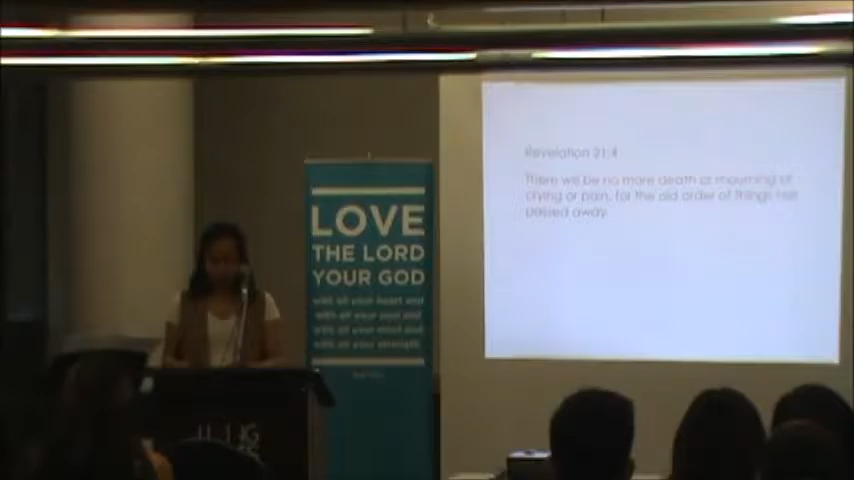 LOVE
THE LORD
YOUR GOD
with all your heart and
with all your soul and
with all your mind and
with all your strength.
Revelation 21:4
There will be no more death or mourning or
crying or pain, for the old order of things has
passed away.